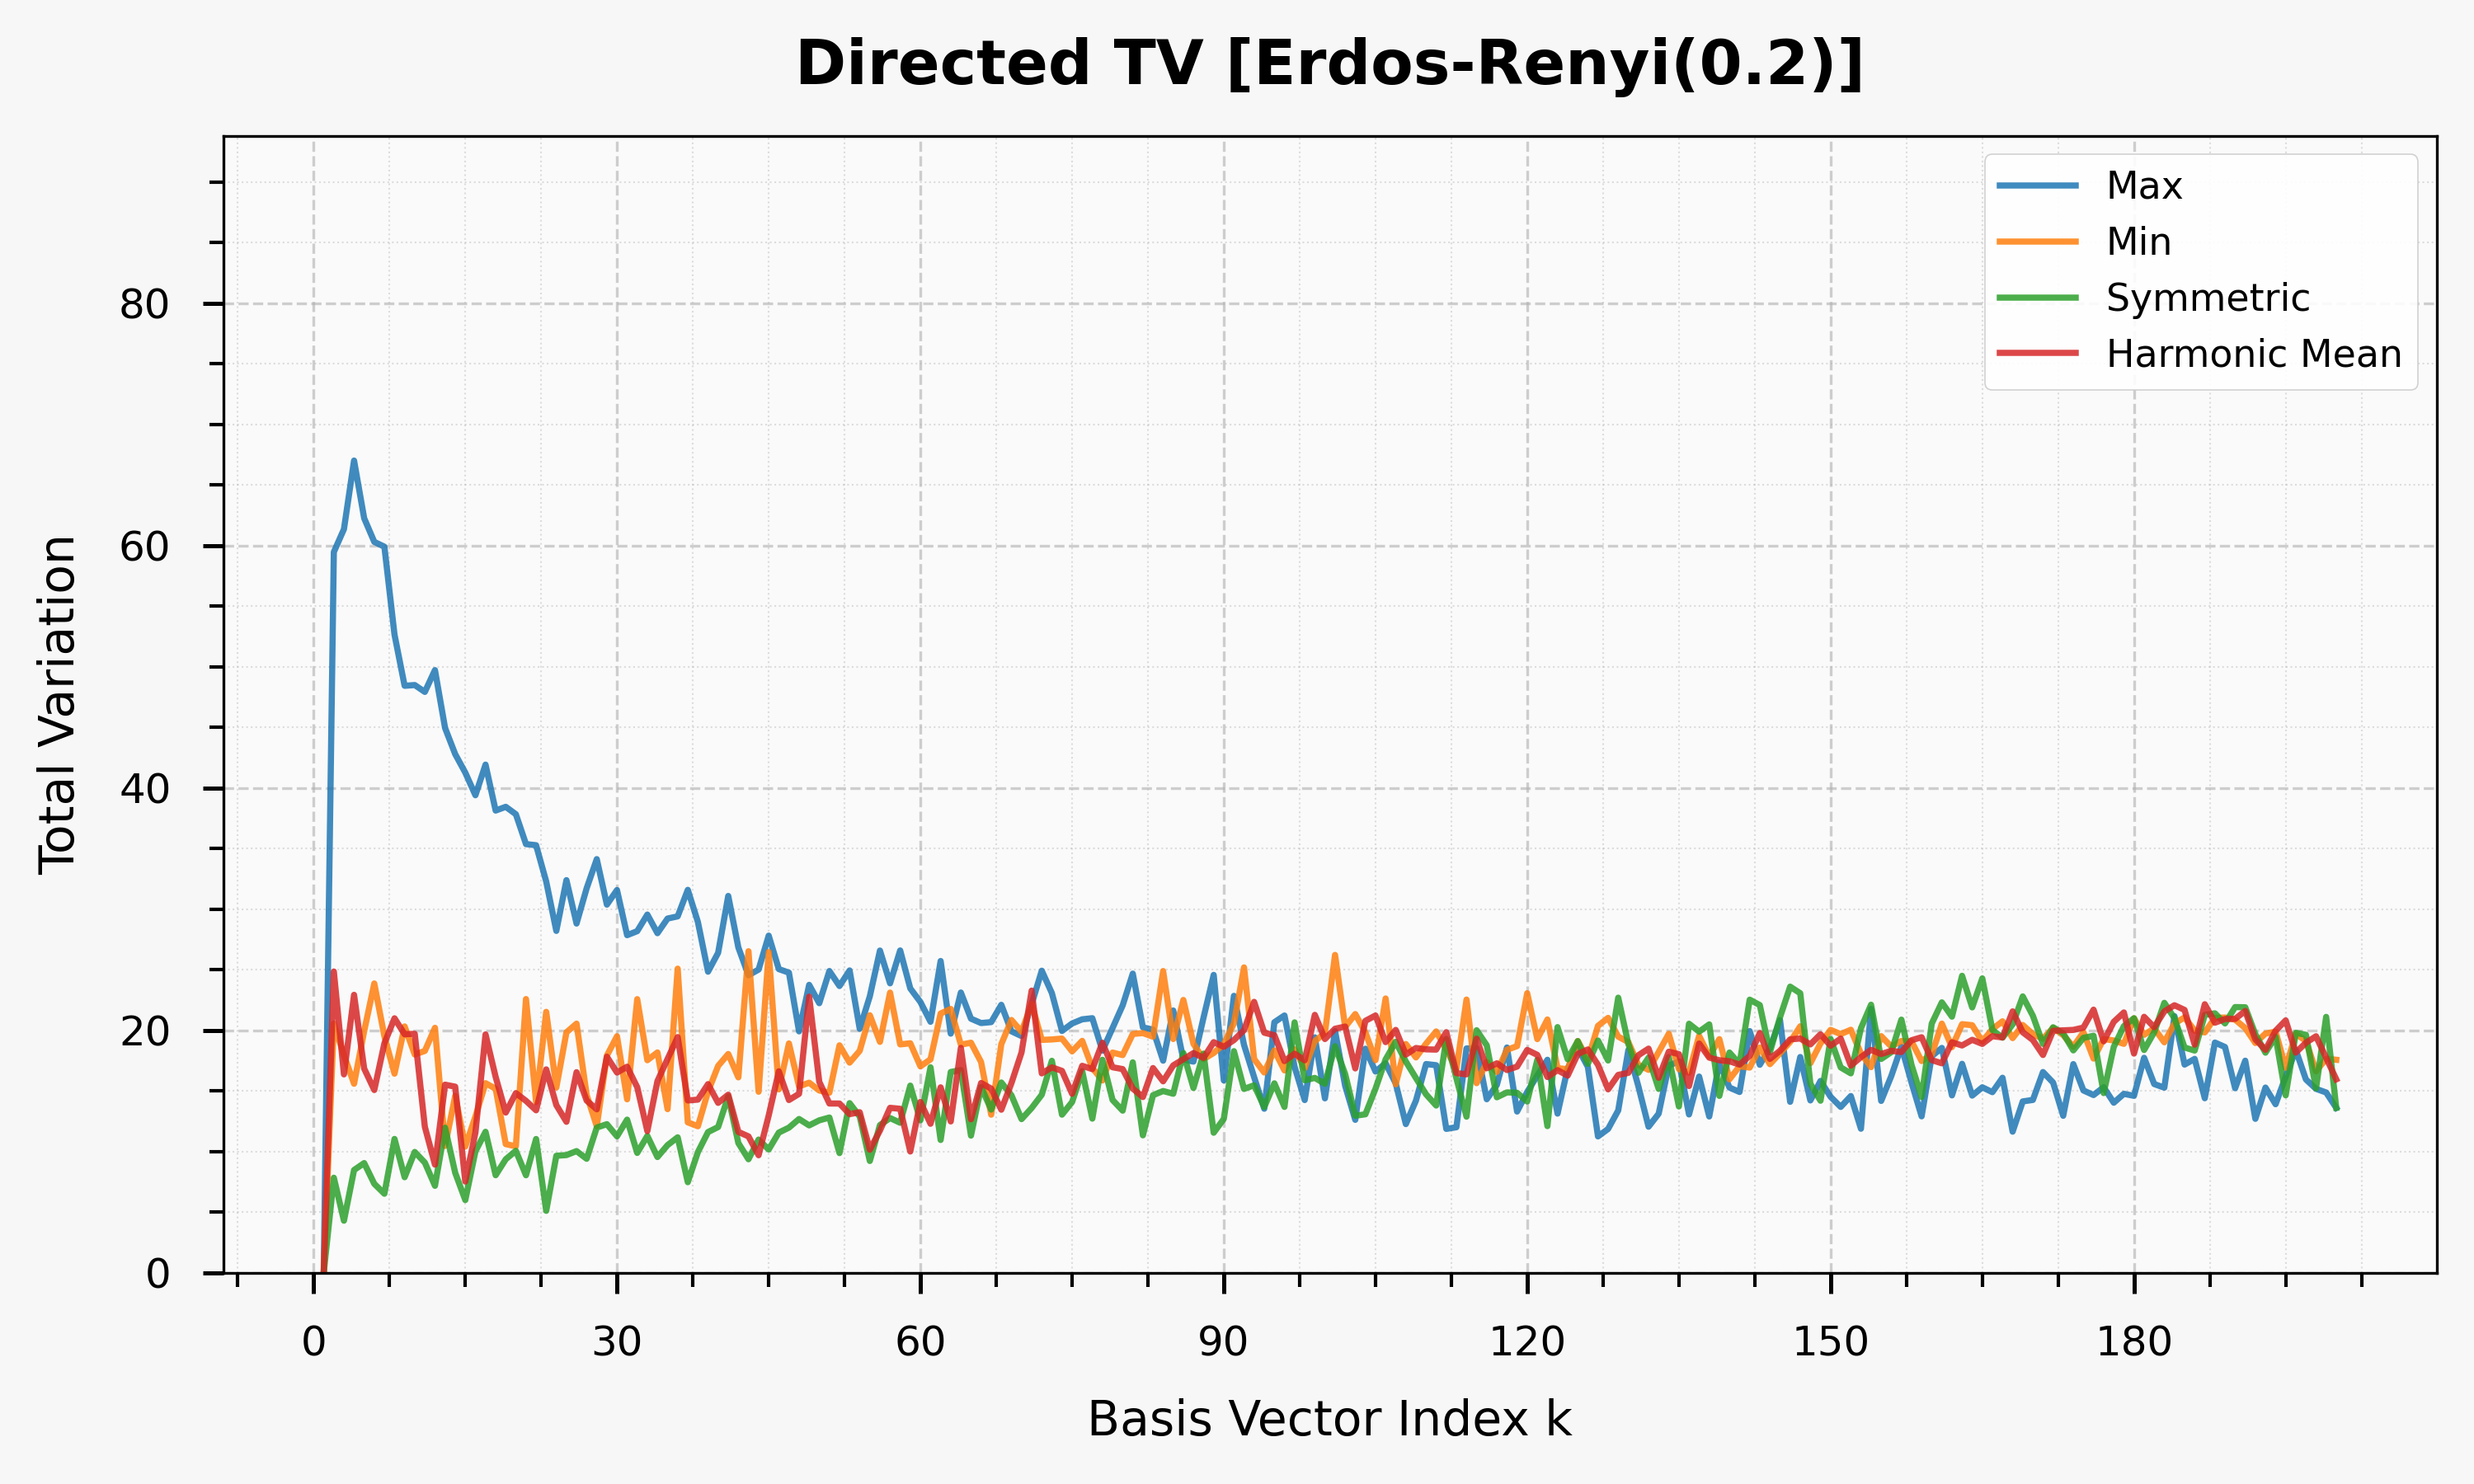 Directed TV [Erdos-Renyi(0.2)]
Max
Min
Symmetric
Harmonic Mean
Total Variation
80
60
40
20
0
0 30 60 90 120 150 180
Basis Vector Index k